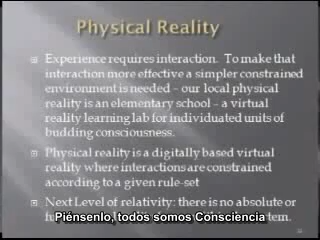 Physical Reality
Experience requires interaction. To make that
interaction more effective a simpler constrained
environment is needed – our local physical
reality is an elementary school – a virtual
reality learning lab for individuated units of
budding consciousness.
Physical reality is a digitally based virtual
reality where interactions are constrained
according to a given rule-set
Next Level of relativity: there is no absolute or
Piénsenlo, todos somos Consciencia